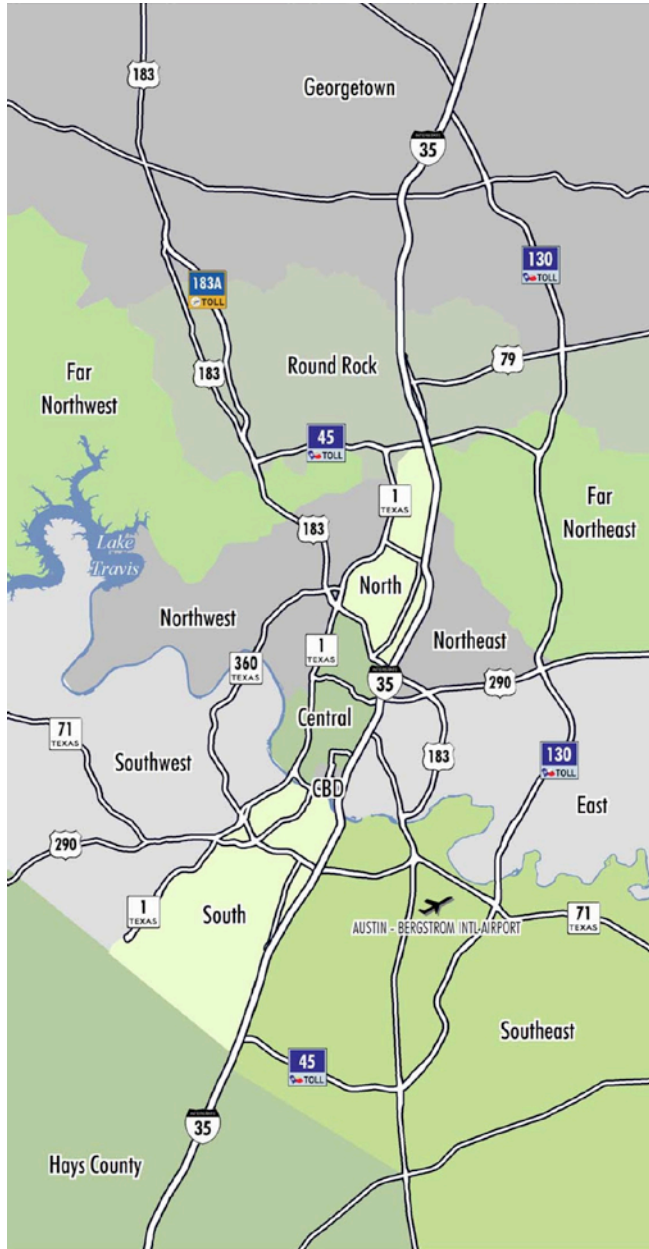 183
Georgetown
35
130
TOLL
183A
TOLL
79
Round Rock
183
Far
Northwest
45
TOLL
1
TEXAS
Far
Northeast
183
Lake
Travis
North
Northwest
Northeast
1
TEXAS
360
TEXAS
35
290
Central
71
TEXAS
183
130
TOLL
Southwest
CBD
East
290
1
TEXAS
South
71
TEXAS
AUSTIN - BERGSTROM INTL AIRPORT
Southeast
45
TOLL
35
Hays County